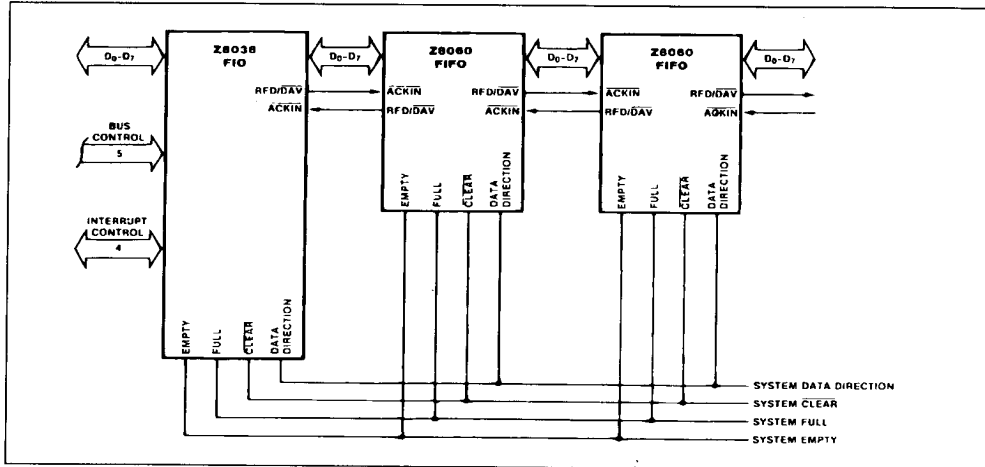 Z8038
FIO
Z8060
FIFO
Z8060
FIFO
D0-D7
D0-D7
D0-D7
D0-D7
RFD/DAV
ACKIN
ACKIN
RFD/DAV
RFD/DAV
ACKIN
ACKIN
RFD/DAV
RFD/DAV
ACKIN
BUS
CONTROL
5
INTERRUPT
CONTROL
4
EMPTY
FULL
CLEAR
DATA
DIRECTION
EMPTY
FULL
CLEAR
DATA
DIRECTION
EMPTY
FULL
CLEAR
DATA
DIRECTION
SYSTEM DATA DIRECTION
SYSTEM CLEAR
SYSTEM FULL
SYSTEM EMPTY